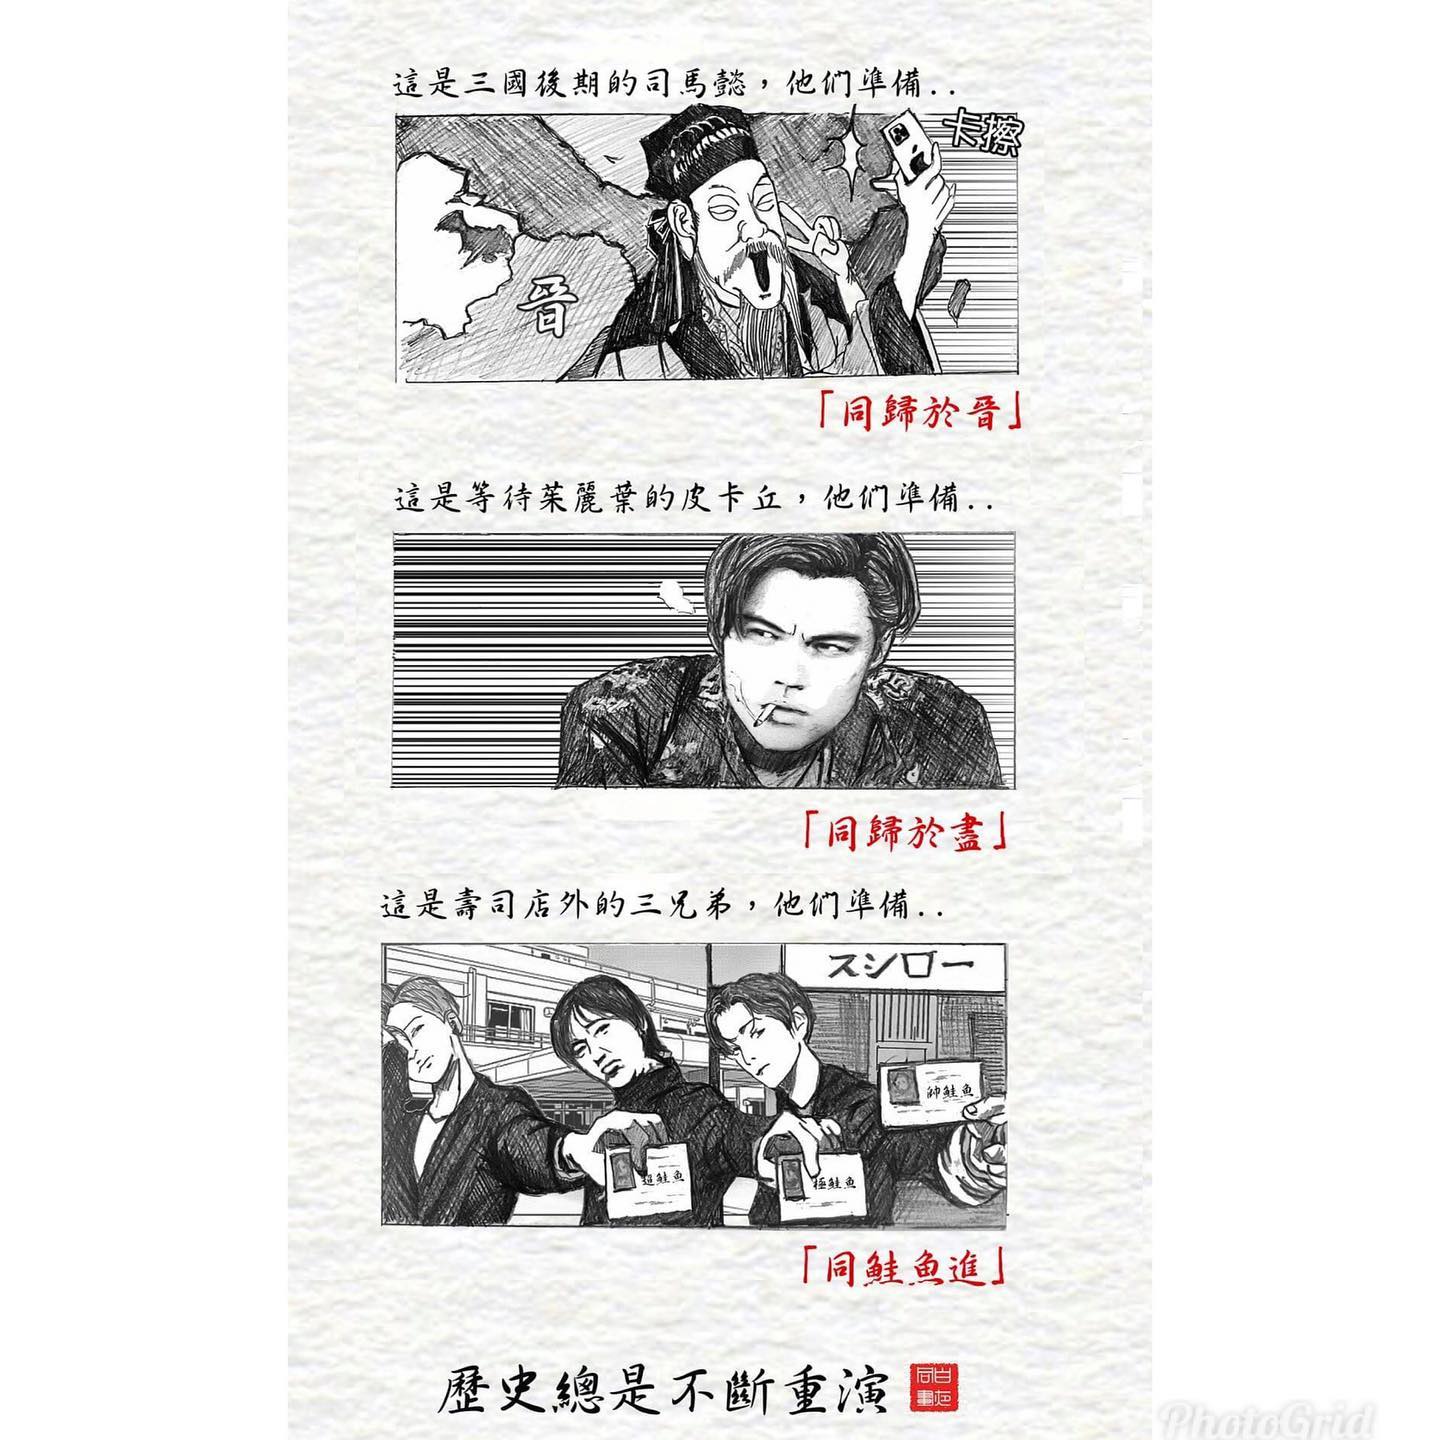 這是三國後期的司馬懿，他們準備..
卡擦
晉
「同歸於晉」
這是等待茱麗葉的皮卡丘，他們準備..
「同歸於盡」
這是壽司店外的三兄弟，他們準備..
スシロー
帥鮭魚
超鮭魚
極鮭魚
「同鮭魚進」
歷史總是不斷重演
PhotoGrid